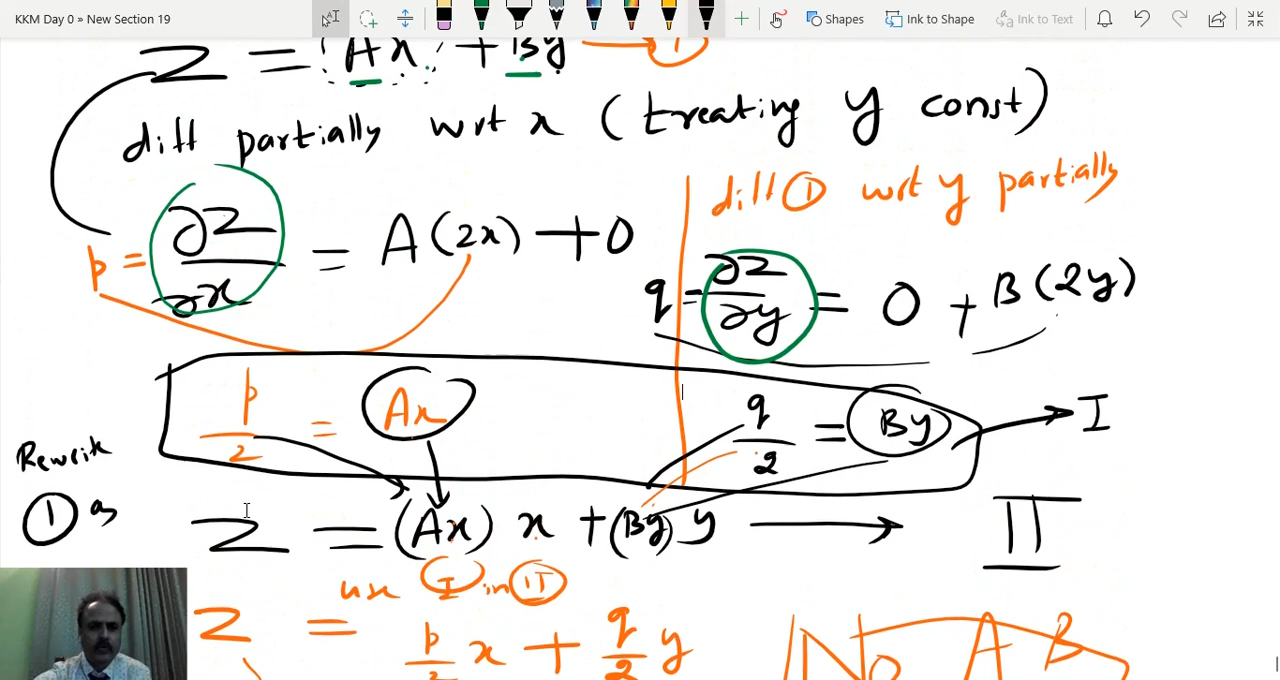 KKM Day 0 » New Section 19
Shapes Ink to Shape Ink to Text
Z = Ax + By → 1
diff partially wrt x (treating y const)
p = ∂z/∂x = A(2x) + 0
diff ① wrt y partially
q = ∂z/∂y = 0 + B(2y)
p/2 = Ax
q/2 = By → I
Rewrite
① as
Z = (Ax) x + (By) y → II
use I in II
Z = p/2 x + q/2 y
No A B